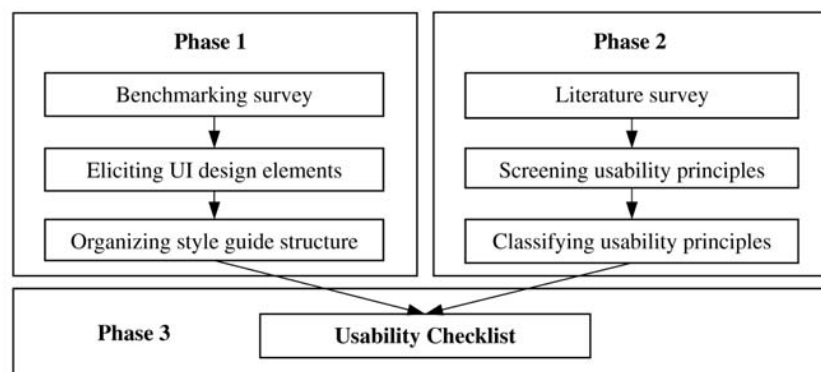 Phase 1
Benchmarking survey
Eliciting UI design elements
Organizing style guide structure
Phase 2
Literature survey
Screening usability principles
Classifying usability principles
Phase 3
Usability Checklist